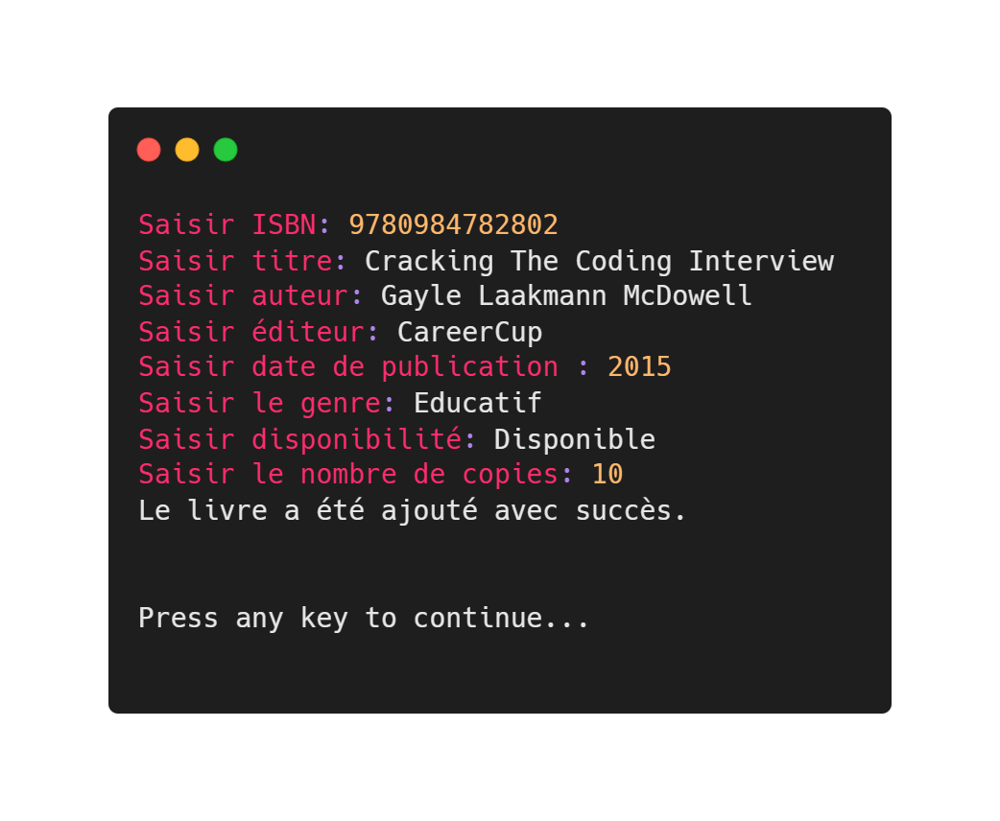 Saisir ISBN: 9780984782802
Saisir titre: Cracking The Coding Interview
Saisir auteur: Gayle Laakmann McDowell
Saisir éditeur: CareerCup
Saisir date de publication : 2015
Saisir le genre: Educatif
Saisir disponibilité: Disponible
Saisir le nombre de copies: 10
Le livre a été ajouté avec succès.
Press any key to continue...